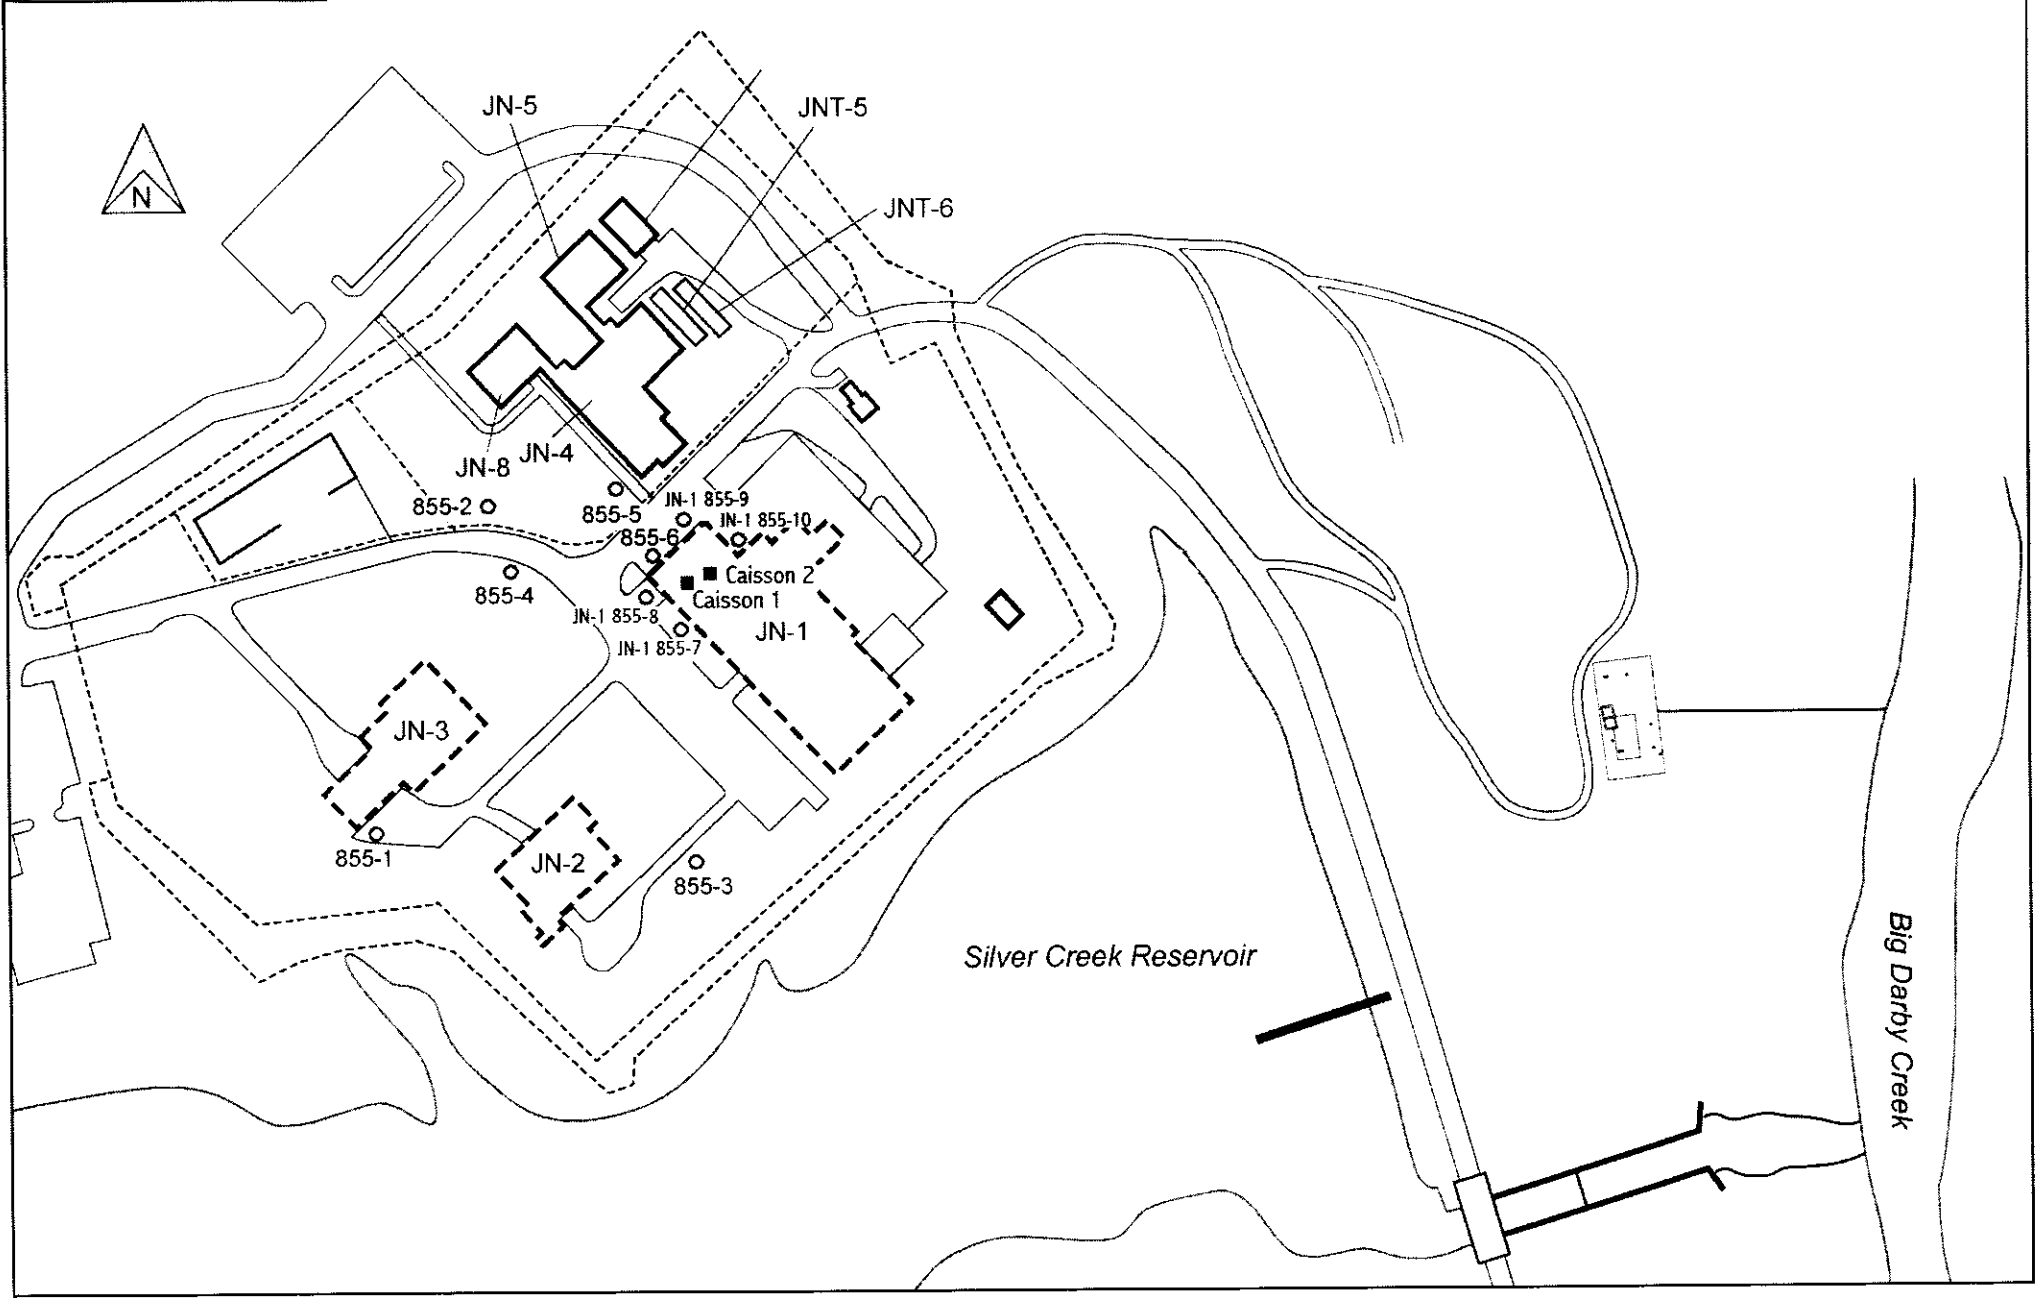 JN-5
JNT-5
N
JNT-6
JN-8
JN-4
855-2
855-5
JN-1 855-9
JN-1 855-10
855-6
855-4
Caisson 2
Caisson 1
JN-1 855-8
JN-1
JN-1 855-7
JN-3
855-1
JN-2
855-3
Silver Creek Reservoir
Big Darby Creek